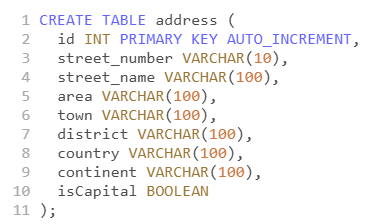 1 CREATE TABLE address (
2 id INT PRIMARY KEY AUTO_INCREMENT,
3 street_number VARCHAR(10),
4 street_name VARCHAR(100),
5 area VARCHAR(100),
6 town VARCHAR(100),
7 district VARCHAR(100),
8 country VARCHAR(100),
9 continent VARCHAR(100),
10 isCapital BOOLEAN
11 );